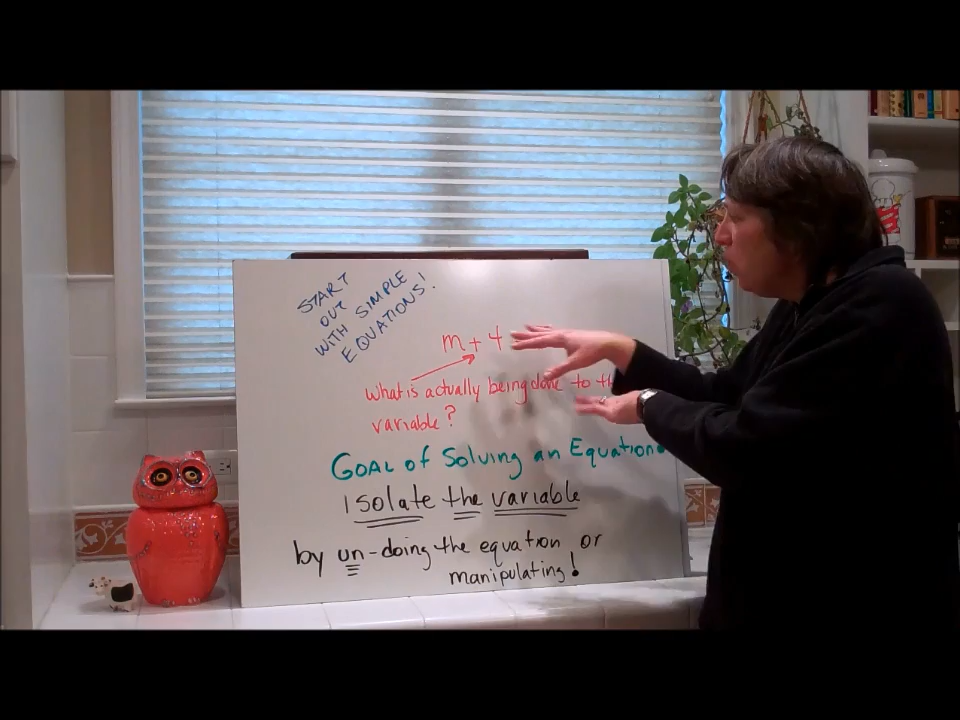 START
OUT
WITH SIMPLE
EQUATIONS!
m + 4
What is actually being done to th
variable?
GOAL of Solving an Equation
Isolate the variable
by un-doing the equation or
manipulating!